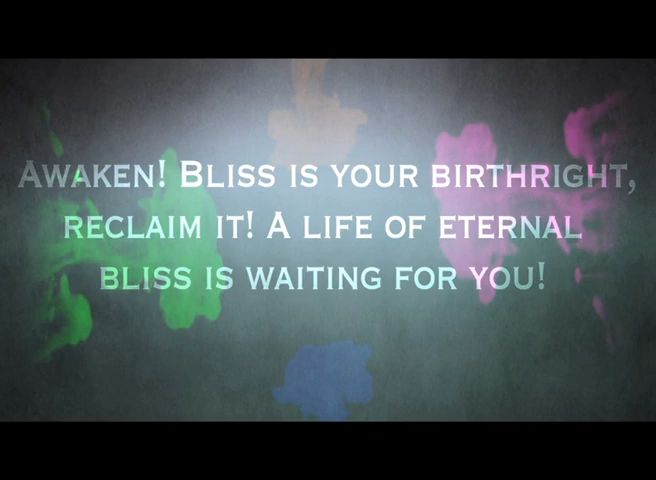 Awaken! Bliss is your birthright,
reclaim it! A life of eternal
bliss is waiting for you!